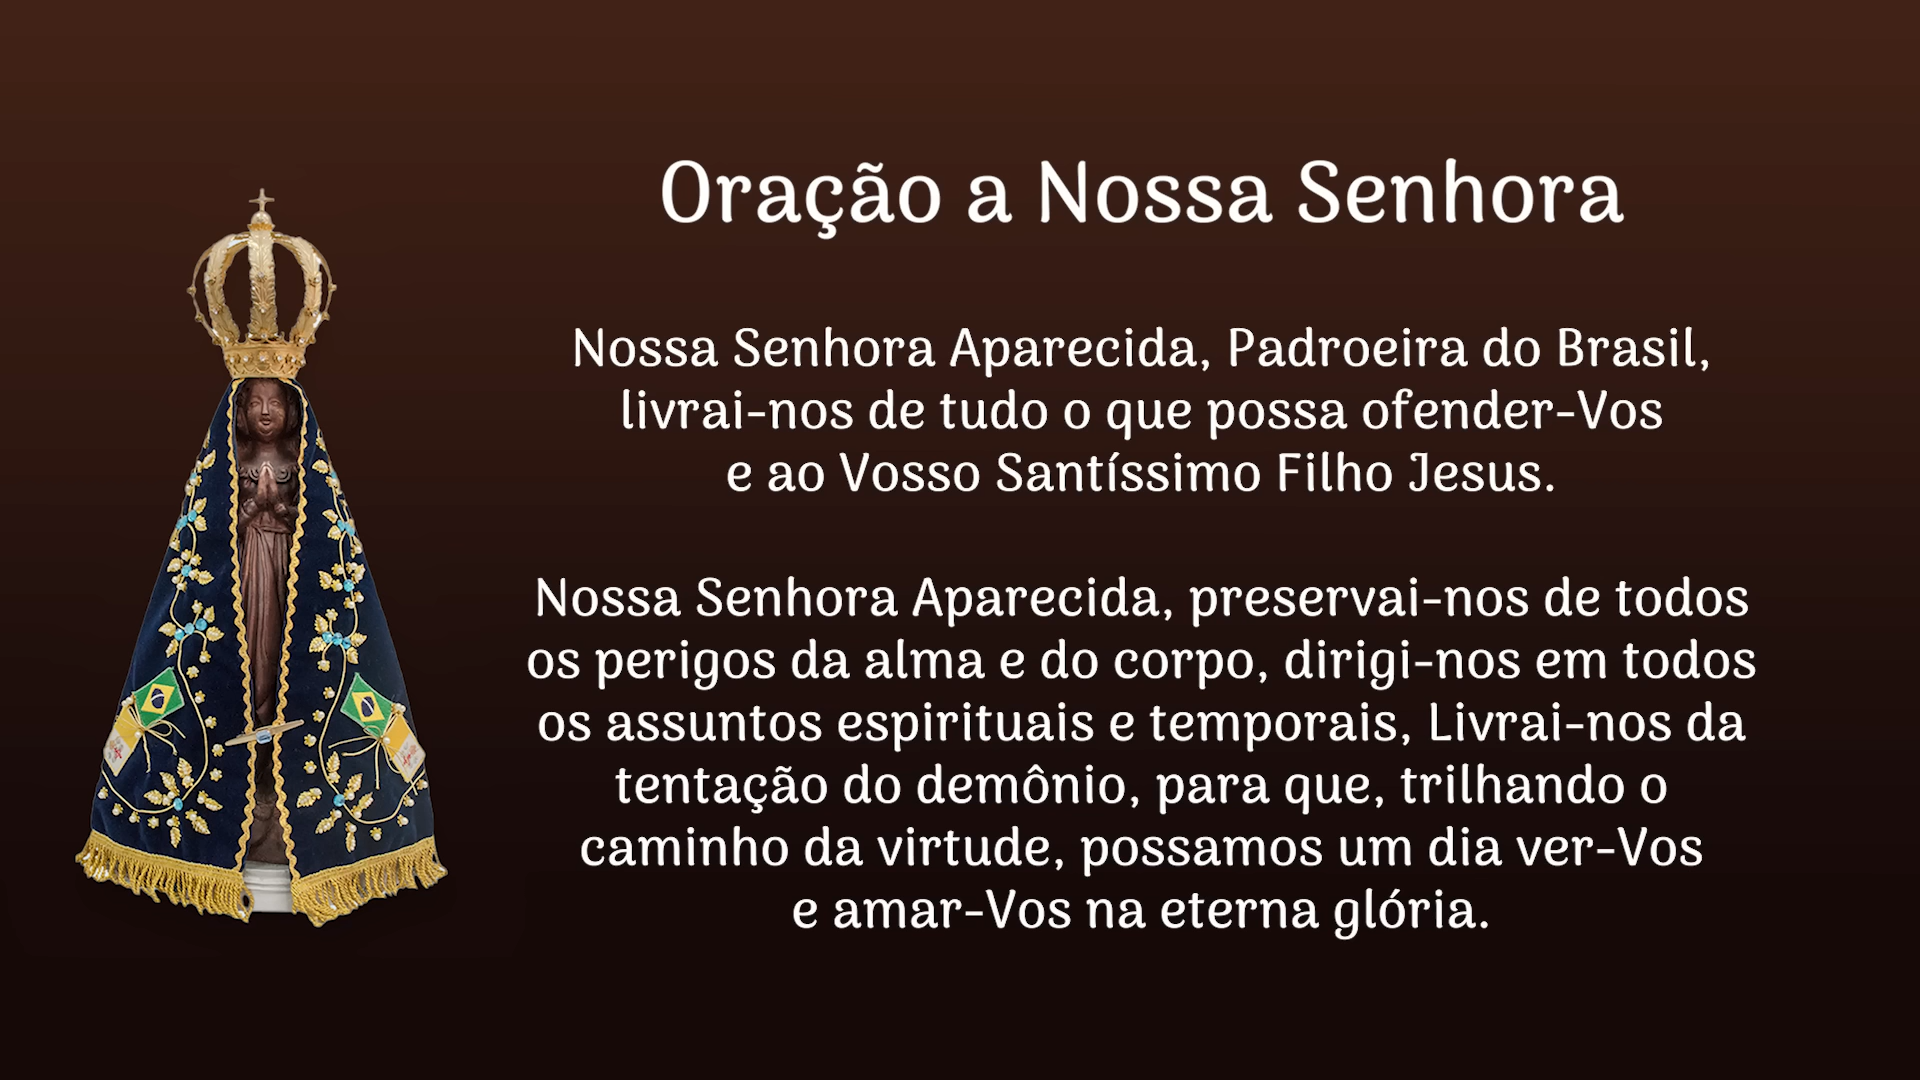 Oração a Nossa Senhora
Nossa Senhora Aparecida, Padroeira do Brasil,
livrai-nos de tudo o que possa ofender-Vos
e ao Vosso Santíssimo Filho Jesus.
Nossa Senhora Aparecida, preservai-nos de todos
os perigos da alma e do corpo, dirigi-nos em todos
os assuntos espirituais e temporais, Livrai-nos da
tentação do demônio, para que, trilhando o
caminho da virtude, possamos um dia ver-Vos
e amar-Vos na eterna glória.